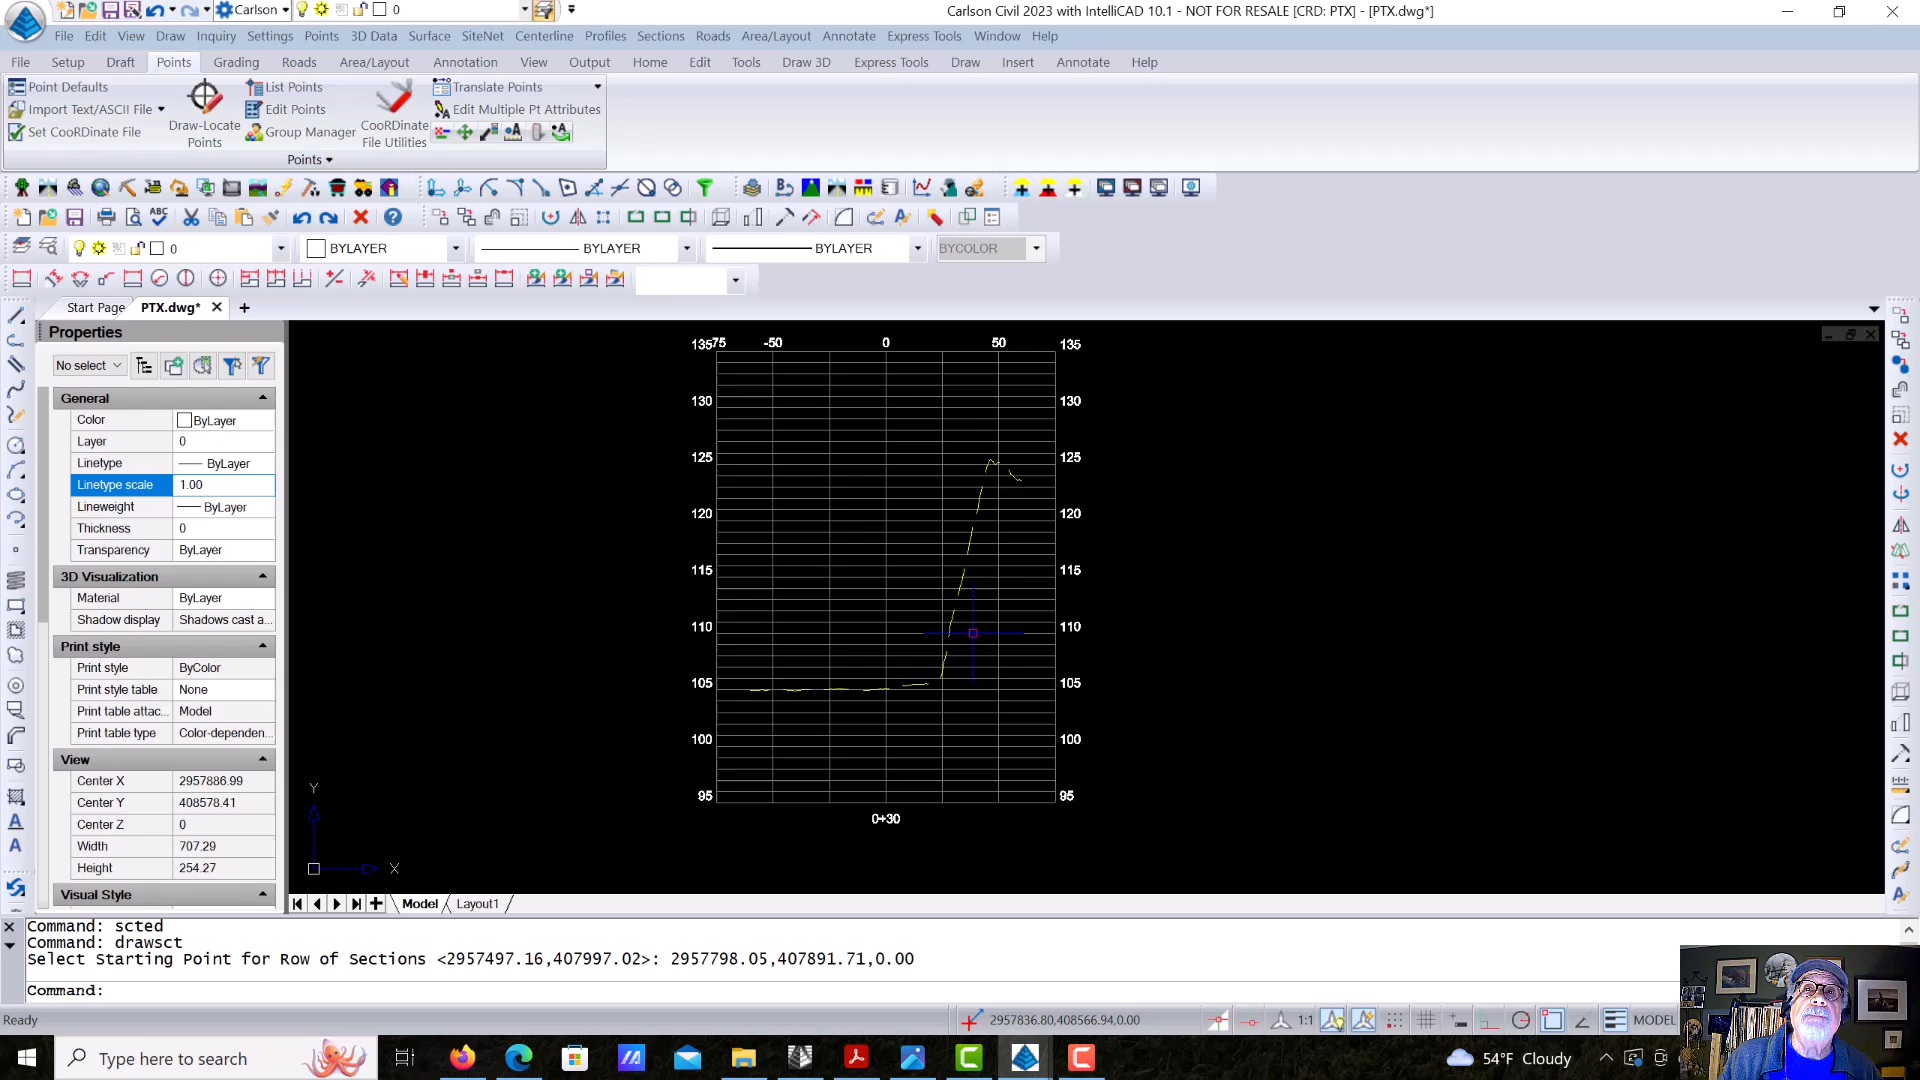 Carlson
0
Carlson Civil 2023 with IntelliCAD 10.1 - NOT FOR RESALE [CRD: PTX] - [PTX.dwg*]
File Edit View Draw Inquiry Settings Points 3D Data Surface SiteNet Centerline Profiles Sections Roads Area/Layout Annotate Express Tools Window Help
File Setup Draft Points Grading Roads Area/Layout Annotation View Output Home Edit Tools Draw 3D Express Tools Draw Insert Annotate Help
Point Defaults
Import Text/ASCII File
Set CooRDinate File
Draw-Locate
Points
List Points
Edit Points
Group Manager
CooRDinate
File Utilities
Translate Points
Edit Multiple Pt Attributes
Points
0
BYLAYER
BYLAYER
BYLAYER
BYCOLOR
Start Page
PTX.dwg*
Properties
No select
General
Color ByLayer
Layer 0
Linetype ByLayer
Linetype scale 1.00
Lineweight ByLayer
Thickness 0
Transparency ByLayer
3D Visualization
Material ByLayer
Shadow display Shadows cast a...
Print style
Print style ByColor
Print style table None
Print table attac... Model
Print table type Color-dependen...
View
Center X 2957886.99
Center Y 408578.41
Center Z 0
Width 707.29
Height 254.27
Visual Style
135 75 -50 0 50 135
130 130
125 125
120 120
115 115
110 110
105 105
100 100
95 95
0+30
Y
X
Model Layout1
Command: scted
Command: drawsct
Select Starting Point for Row of Sections <2957497.16,407997.02>: 2957798.05,407891.71,0.00
Command:
Ready
2957836.80,408566.94,0.00
1:1
MODEL
Type here to search
54°F Cloudy